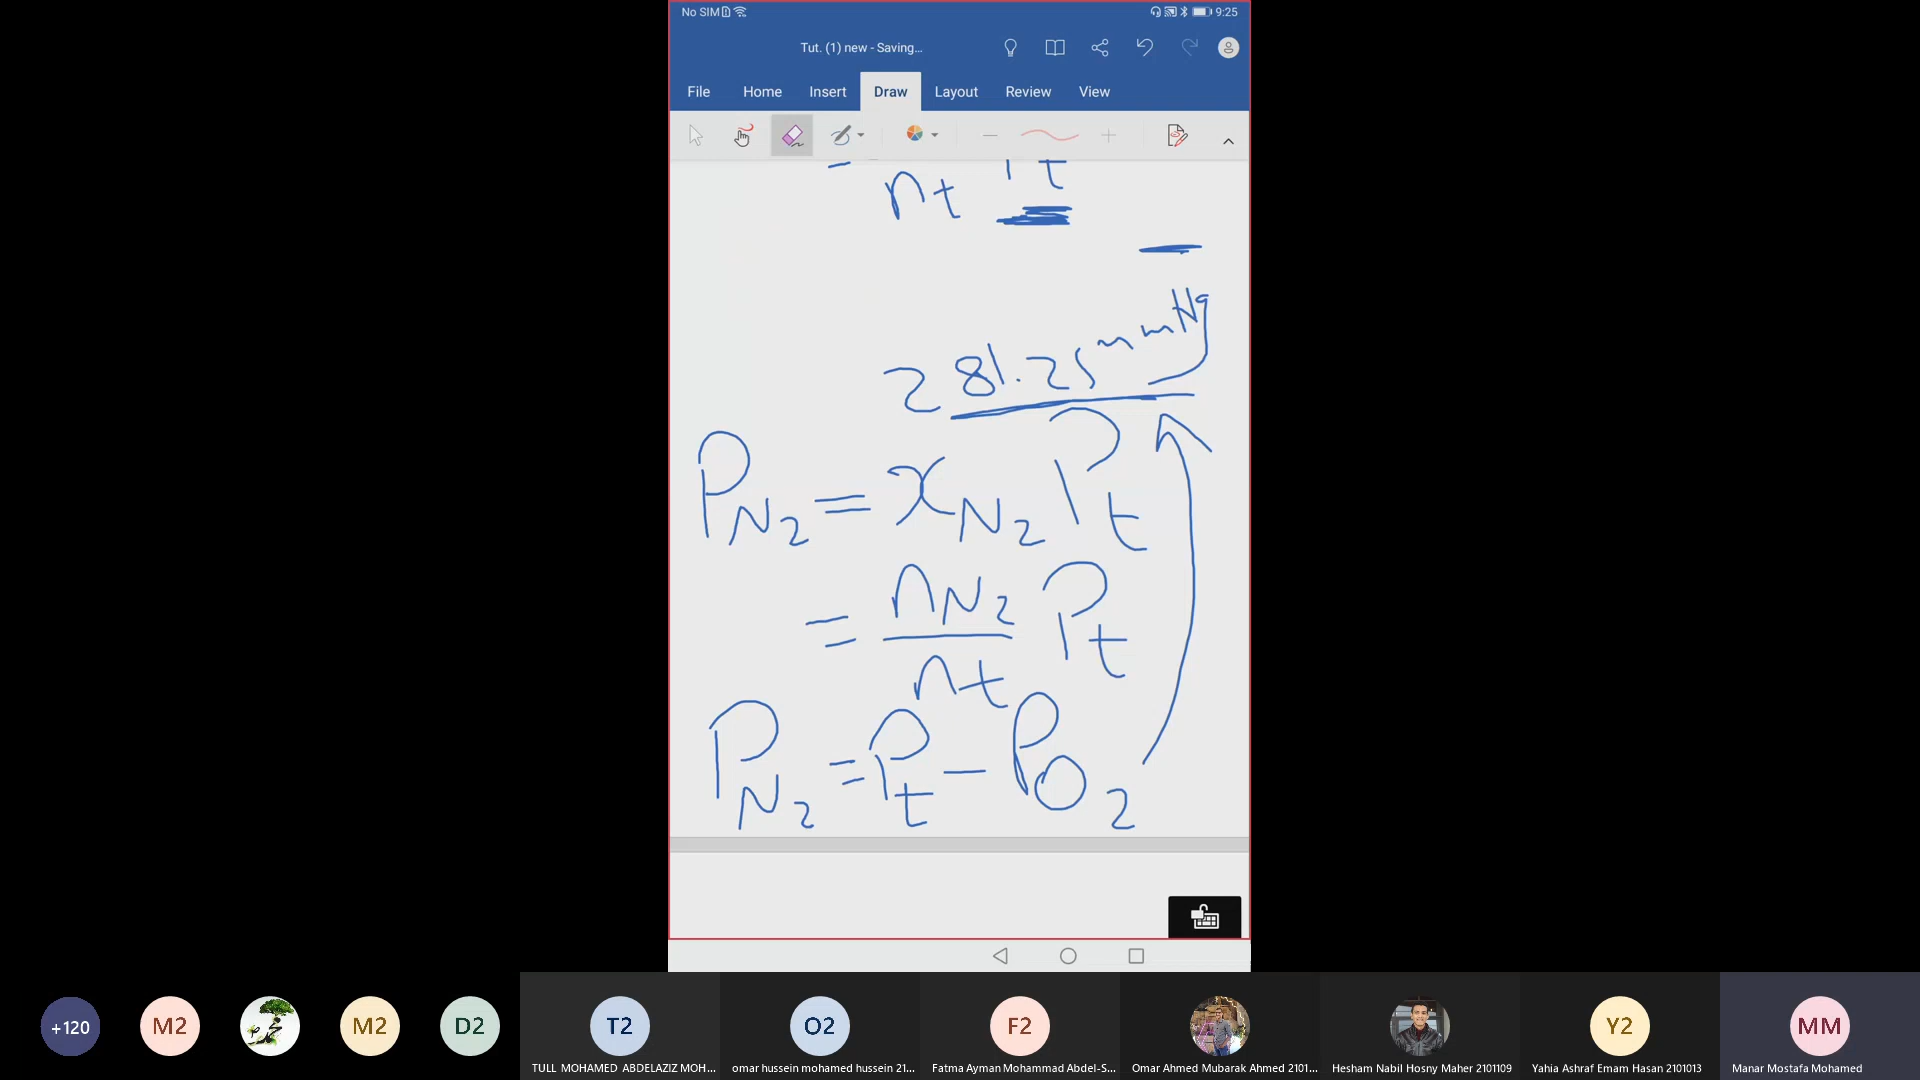 No SIM 9:25
Tut. (1) new - Saving...
File Home Insert Draw Layout Review View
= nt Pt
281.25 mmHg
PN2 = xN2 Pt
= nN2 / nt Pt
PN2 = Pt - PO2
+120 M2 M2 D2 T2 O2 F2 Y2 MM
TULL MOHAMED ABDELAZIZ MOH... omar hussein mohamed hussein 21... Fatma Ayman Mohammad Abdel-S... Omar Ahmed Mubarak Ahmed 2101... Hesham Nabil Hosny Maher 2101109 Yahia Ashraf Emam Hasan 2101013 Manar Mostafa Mohamed